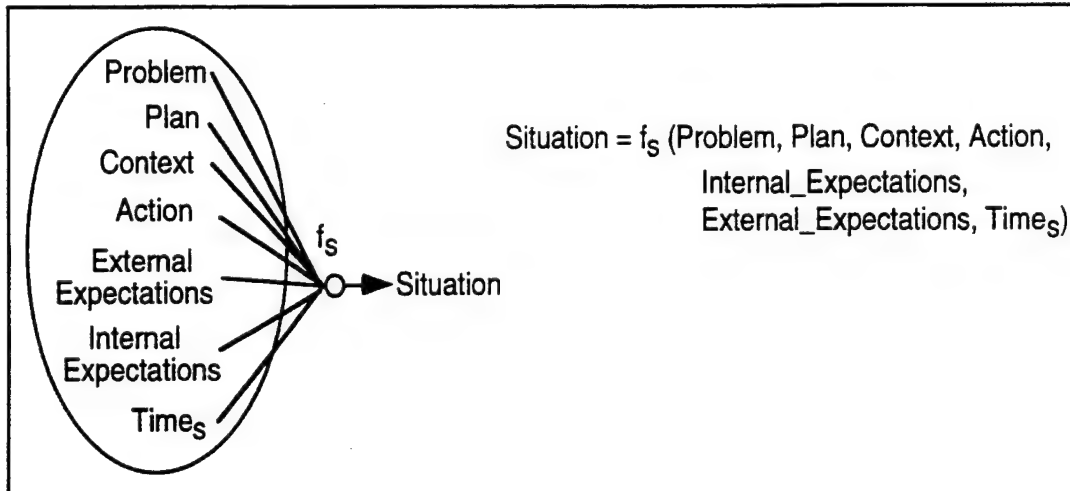 Problem
Plan
Context
Action
External
Expectations
Internal
Expectations
Times
fs
Situation
Situation = fs (Problem, Plan, Context, Action,
Internal_Expectations,
External_Expectations, Times)